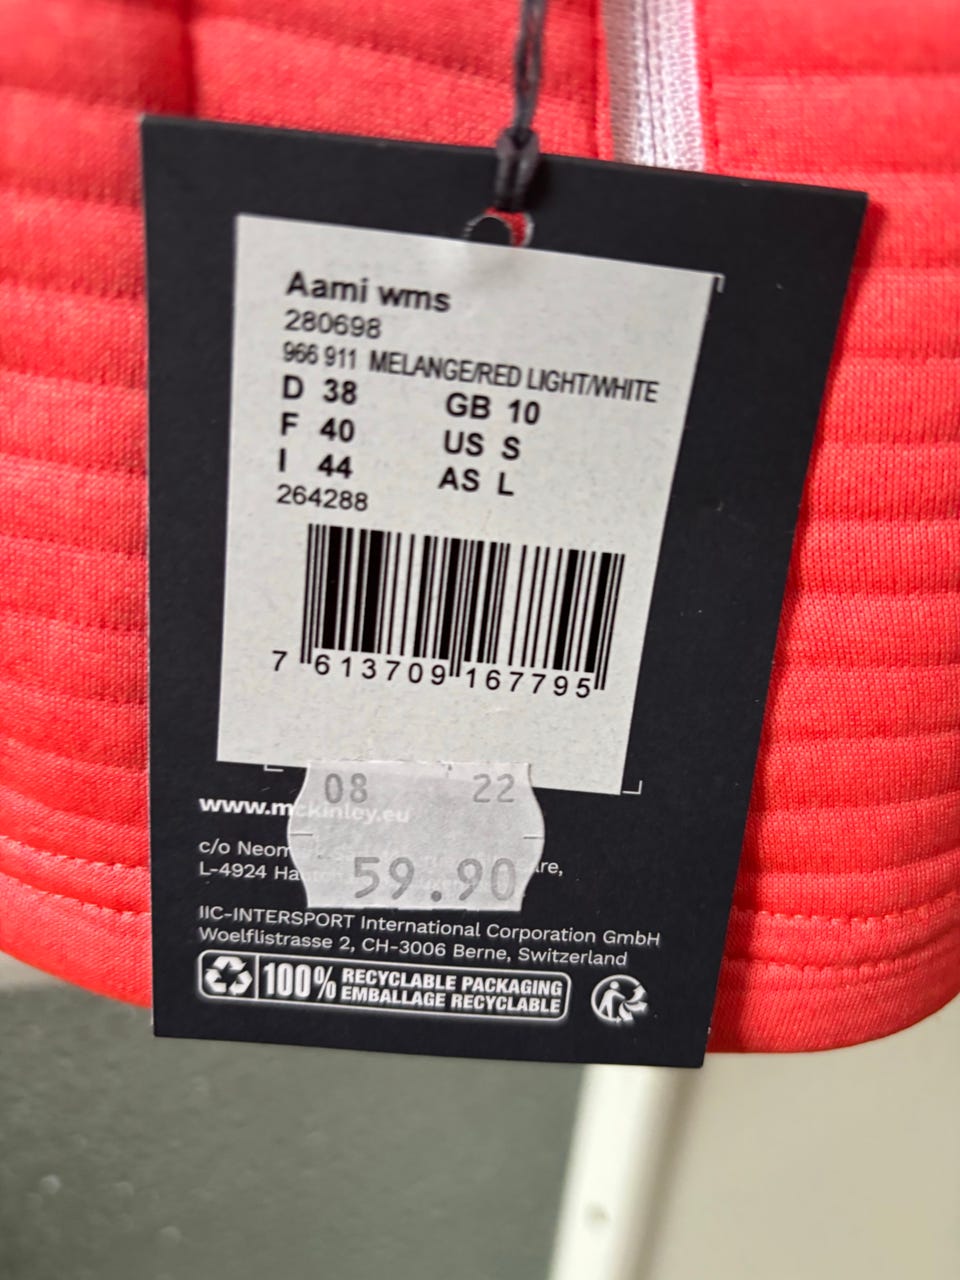 Aami wms
280698
966 911 MELANGE/RED LIGHT/WHITE
D 38 GB 10
F 40 US S
I 44 AS L
264288
7 613709 167795
08 22
www.mckinley.eu
59.90
c/o
L-4924
IIC-INTERSPORT International Corporation GmbH
Woelflistrasse 2, CH-3006 Berne, Switzerland
100% RECYCLABLE PACKAGING
EMBALLAGE RECYCLABLE